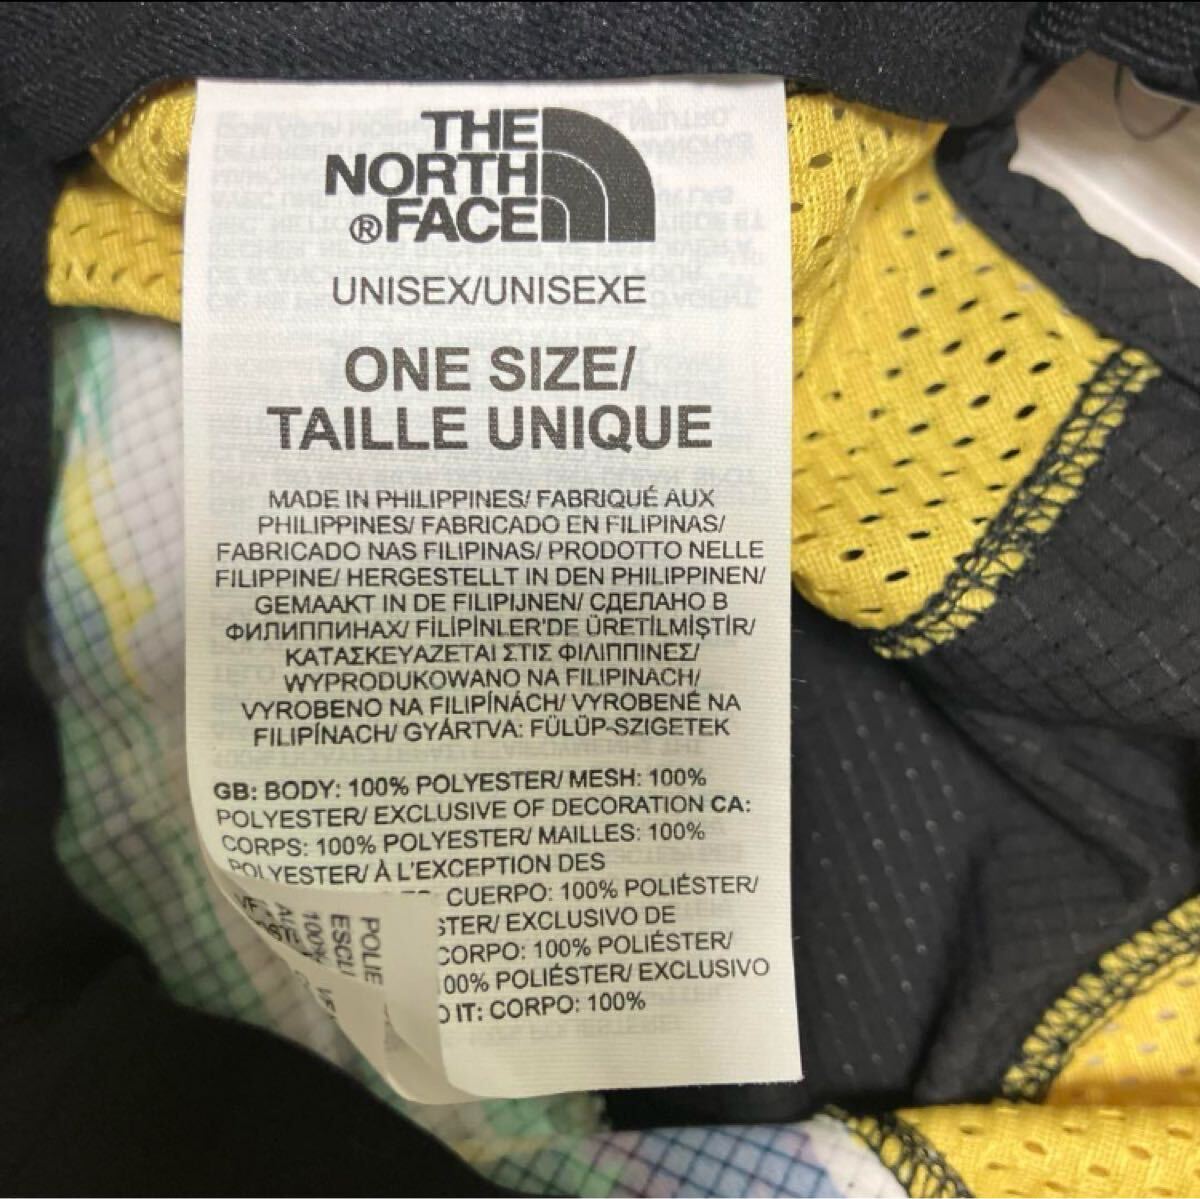 THE
NORTH
®FACE
UNISEX/UNISEXE
ONE SIZE/
TAILLE UNIQUE
MADE IN PHILIPPINES/ FABRIQUÉ AUX
PHILIPPINES/ FABRICADO EN FILIPINAS/
FABRICADO NAS FILIPINAS/ PRODOTTO NELLE
FILIPPINE/ HERGESTELLT IN DEN PHILIPPINEN/
GEMAAKT IN DE FILIPIJNEN/ СДЕЛАНО В
ФИЛИППИНАХ/ FİLİPİNLER'DE ÜRETİLMİŞTİR/
ΚΑΤΑΣΚΕΥΑΖΕΤΑΙ ΣΤΙΣ ΦΙΛΙΠΠΙΝΕΣ/
WYPRODUKOWANO NA FILIPINACH/
VYROBENO NA FILIPÍNÁCH/ VYROBENÉ NA
FILIPÍNACH/ GYÁRTVA: FÜLÜP-SZIGETEK
GB: BODY: 100% POLYESTER/ MESH: 100%
POLYESTER/ EXCLUSIVE OF DECORATION CA:
CORPS: 100% POLYESTER/ MAILLES: 100%
POLYESTER/ À L'EXCEPTION DES
CUERPO: 100% POLIÉSTER/
STER/ EXCLUSIVO DE
CORPO: 100% POLIÉSTER/
00% POLIÉSTER/ EXCLUSIVO
IT: CORPO: 100%
POLIE
ESCLU
100%